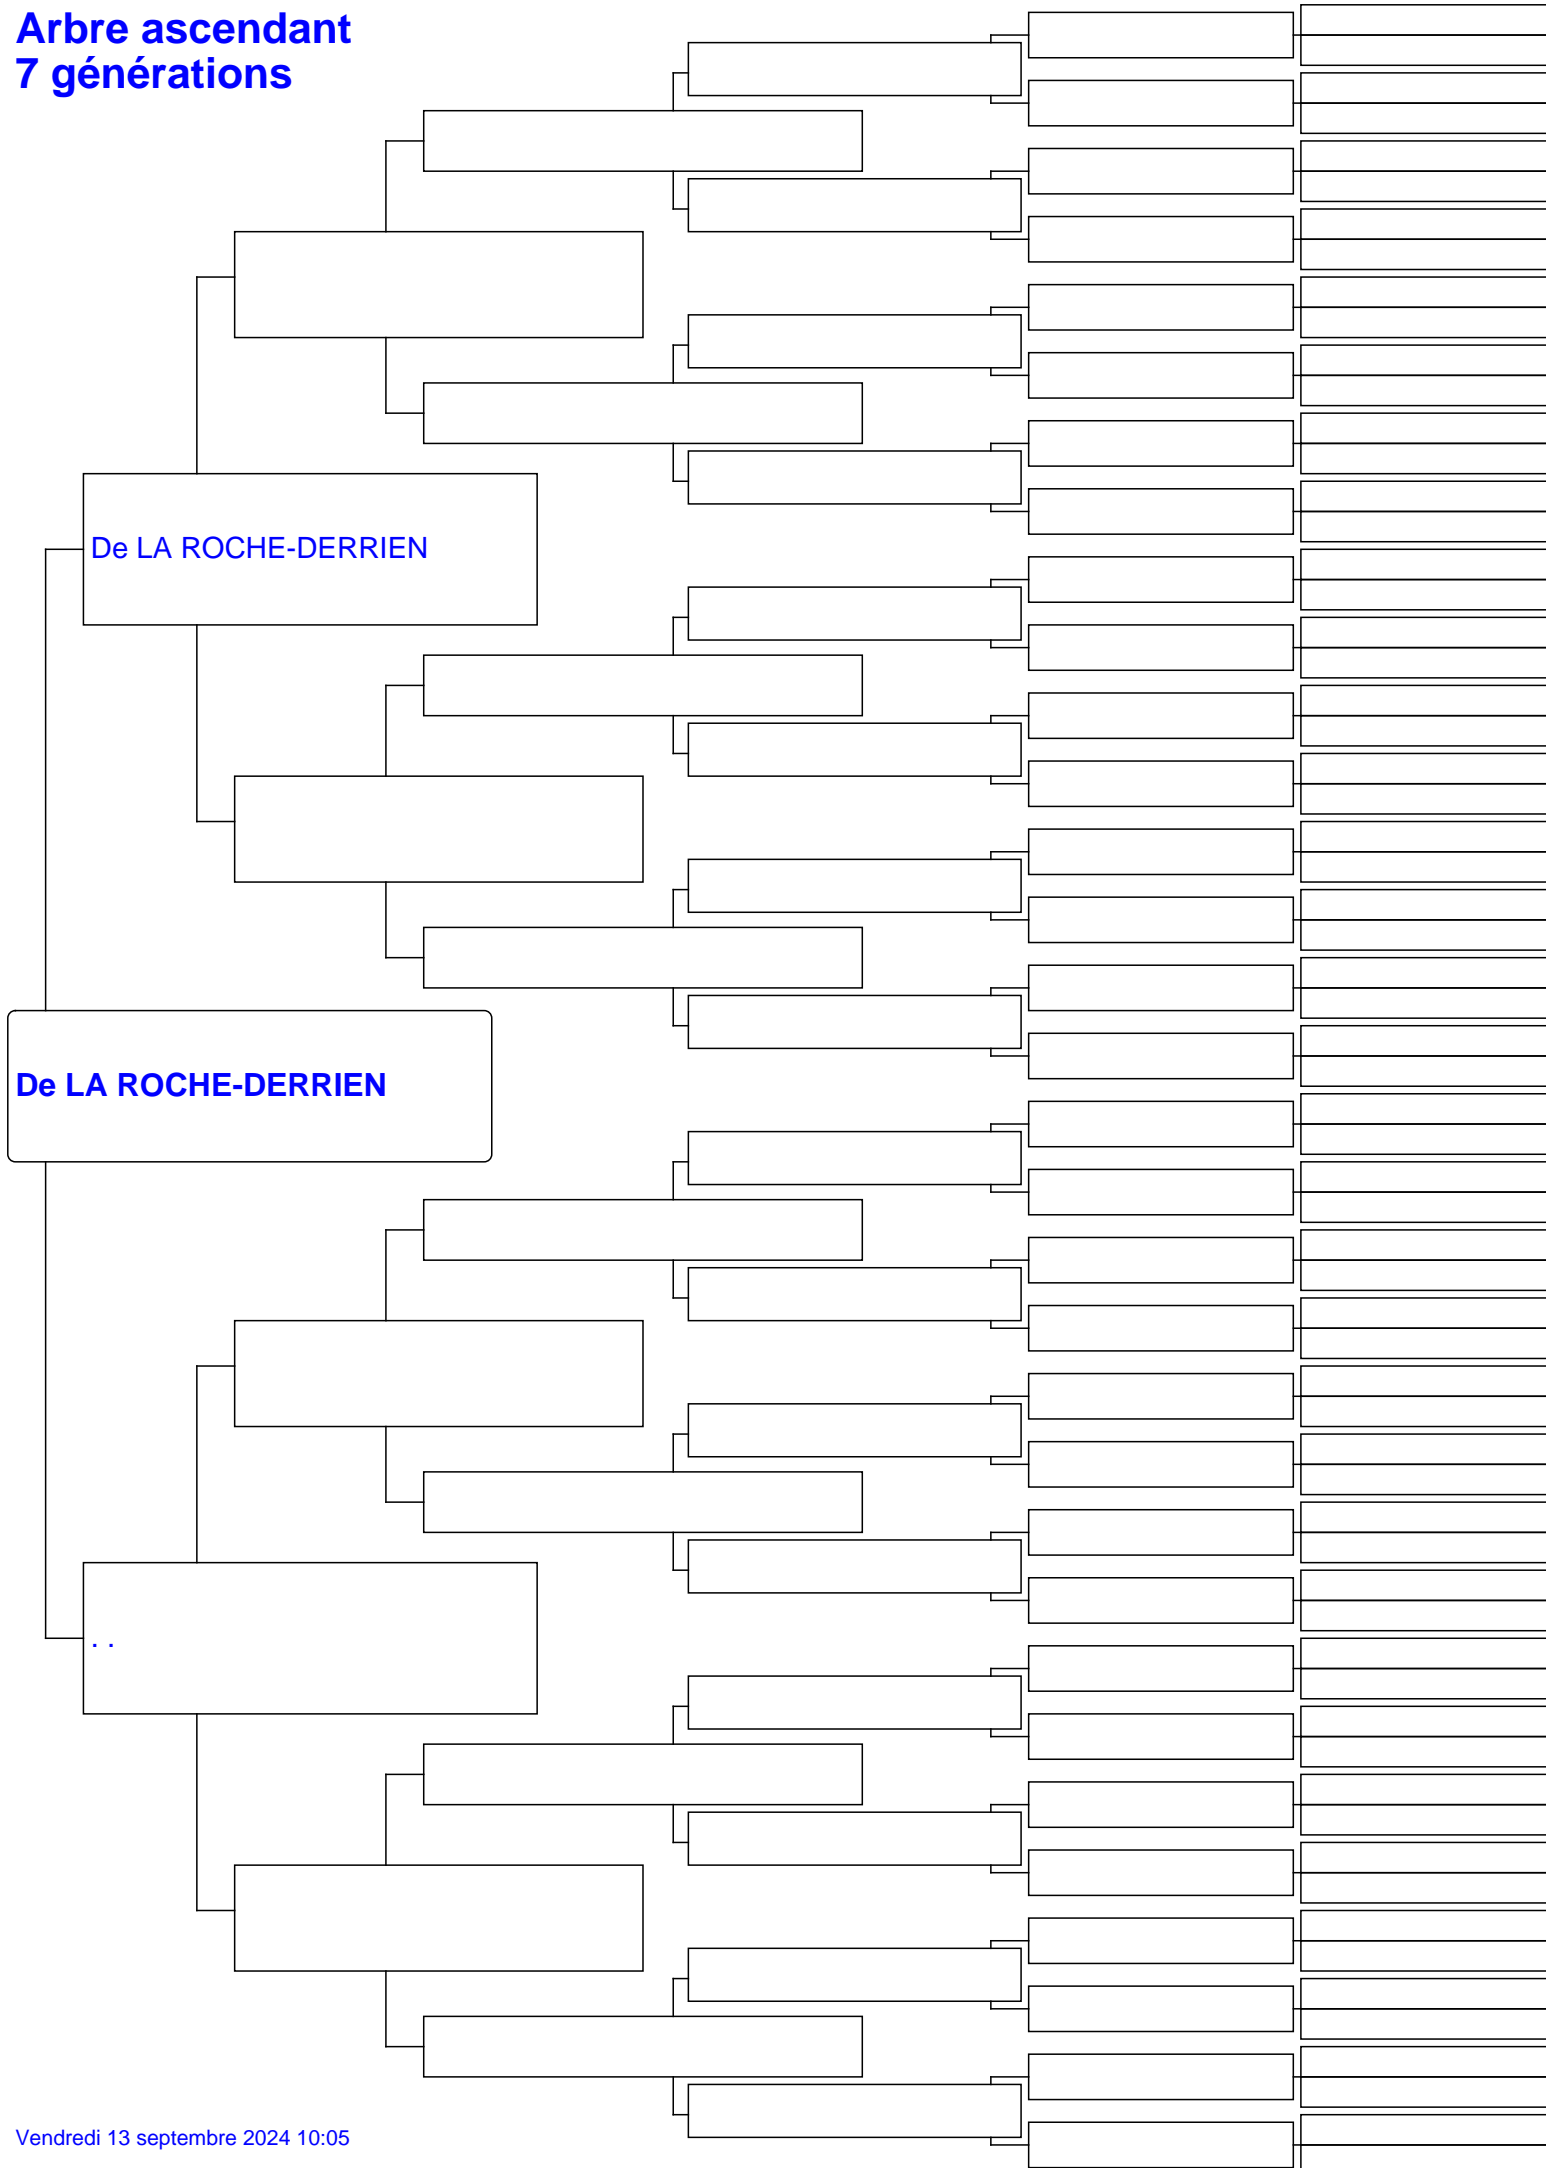 Arbre ascendant
7 générations
De LA ROCHE-DERRIEN
De LA ROCHE-DERRIEN
. .
Vendredi 13 septembre 2024 10:05